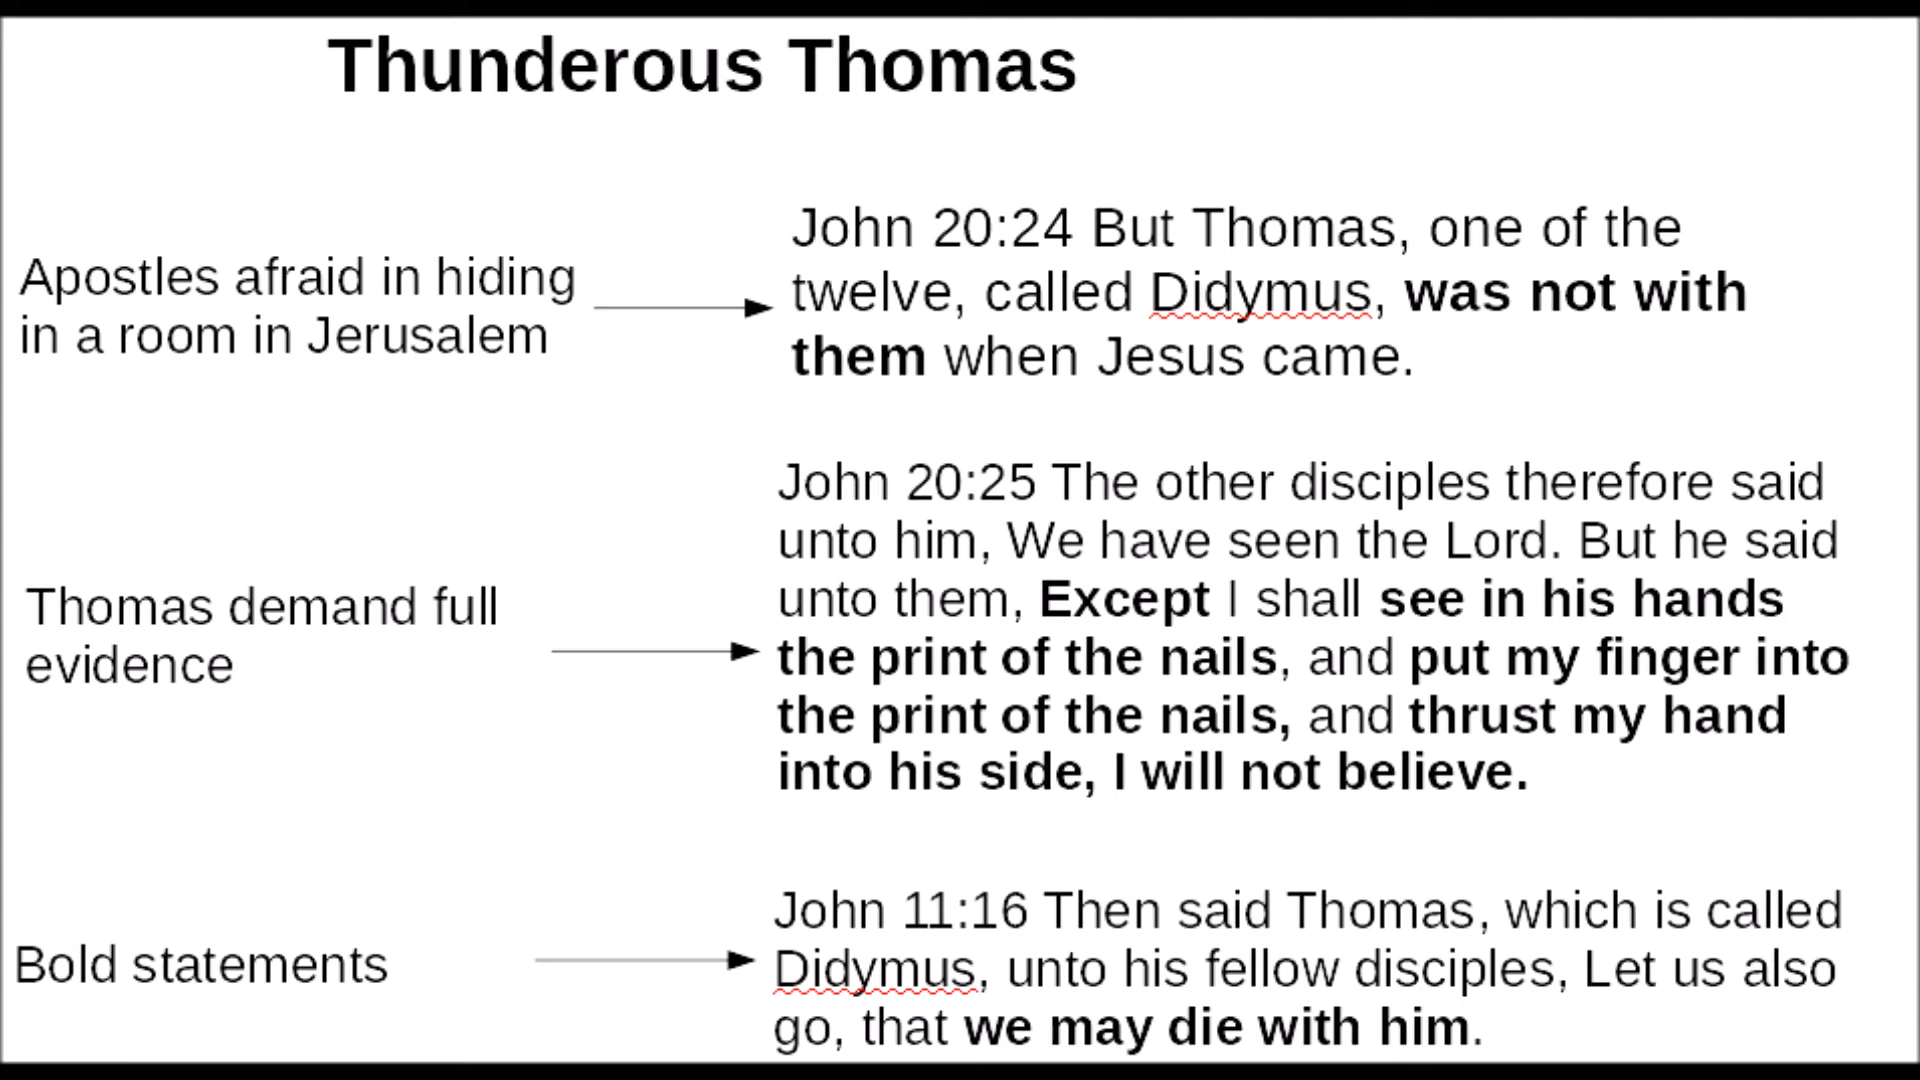 Thunderous Thomas
Apostles afraid in hiding
in a room in Jerusalem
John 20:24 But Thomas, one of the
twelve, called Didymus, was not with
them when Jesus came.
Thomas demand full
evidence
John 20:25 The other disciples therefore said
unto him, We have seen the Lord. But he said
unto them, Except I shall see in his hands
the print of the nails, and put my finger into
the print of the nails, and thrust my hand
into his side, I will not believe.
Bold statements
John 11:16 Then said Thomas, which is called
Didymus, unto his fellow disciples, Let us also
go, that we may die with him.